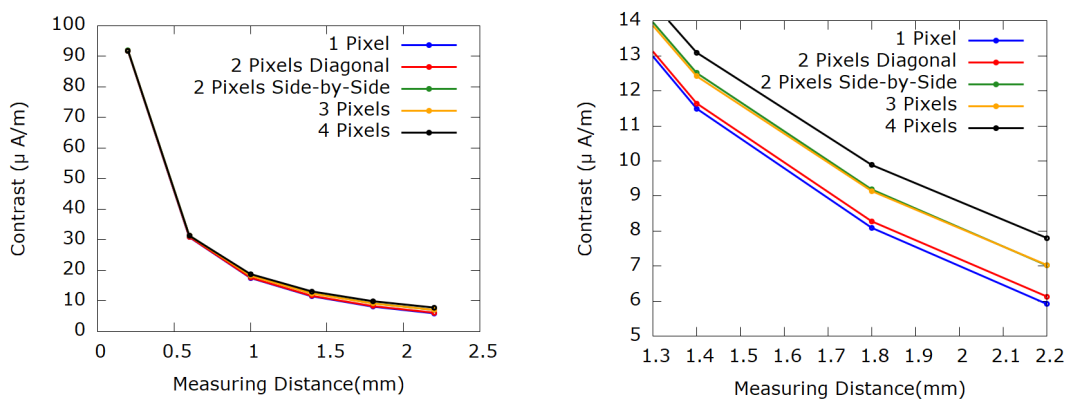 100
90
80
70
60
50
40
30
20
10
0
0
0.5
1
1.5
2
2.5
Contrast (μ A/m)
Measuring Distance(mm)
1 Pixel
2 Pixels Diagonal
2 Pixels Side-by-Side
3 Pixels
4 Pixels
14
13
12
11
10
9
8
7
6
5
1.3
1.4
1.5
1.6
1.7
1.8
1.9
2
2.1
2.2
Contrast (μ A/m)
Measuring Distance(mm)
1 Pixel
2 Pixels Diagonal
2 Pixels Side-by-Side
3 Pixels
4 Pixels